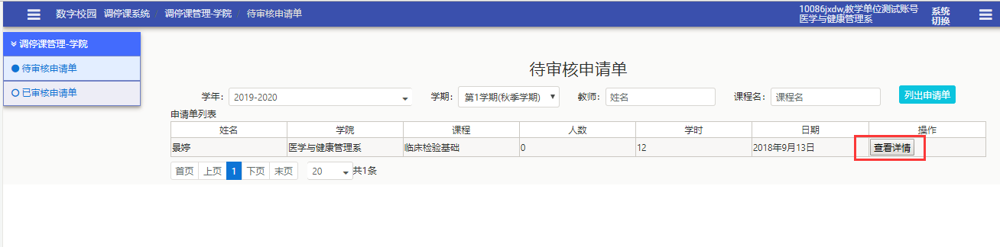 数字校园 调停课系统 / 调停课管理-学院 / 待审核申请单
10086jxdw,教学单位测试账号
医学与健康管理系
系统
切换
调停课管理-学院
待审核申请单
已审核申请单
待审核申请单
学年: 2019-2020 学期: 第1学期(秋季学期) 教师: 姓名 课程名: 课程名 列出申请单
申请单列表
姓名 学院 课程 人数 学时 日期 操作
景婷 医学与健康管理系 临床检验基础 0 12 2018年9月13日 查看详情
首页 上页 1 下页 末页 20 共1条